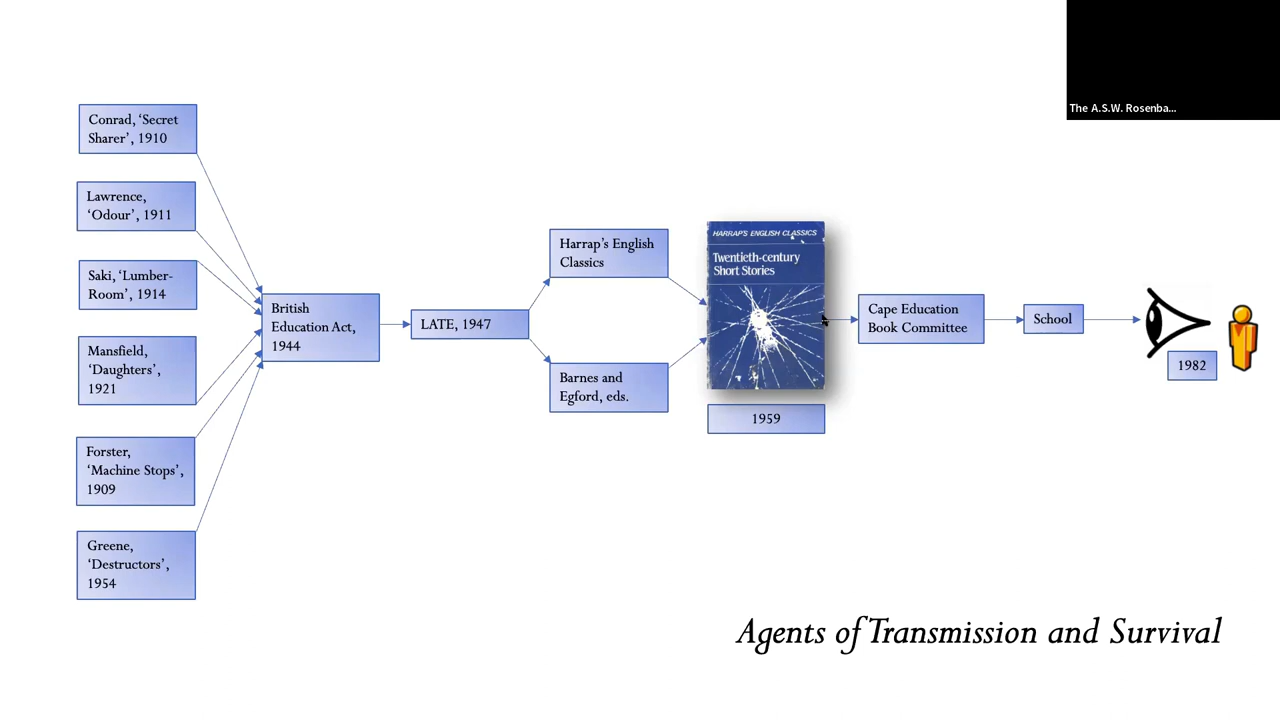 The A.S.W. Rosenba...
Conrad, ‘Secret
Sharer’, 1910
Lawrence,
‘Odour’, 1911
Saki, ‘Lumber-
Room’, 1914
Mansfield,
‘Daughters’,
1921
Forster,
‘Machine Stops’,
1909
Greene,
‘Destructors’,
1954
British
Education Act,
1944
LATE, 1947
Harrap’s English
Classics
Barnes and
Egford, eds.
HARRAP'S ENGLISH CLASSICS
Twentieth-century
Short Stories
1959
Cape Education
Book Committee
School
1982
Agents of Transmission and Survival